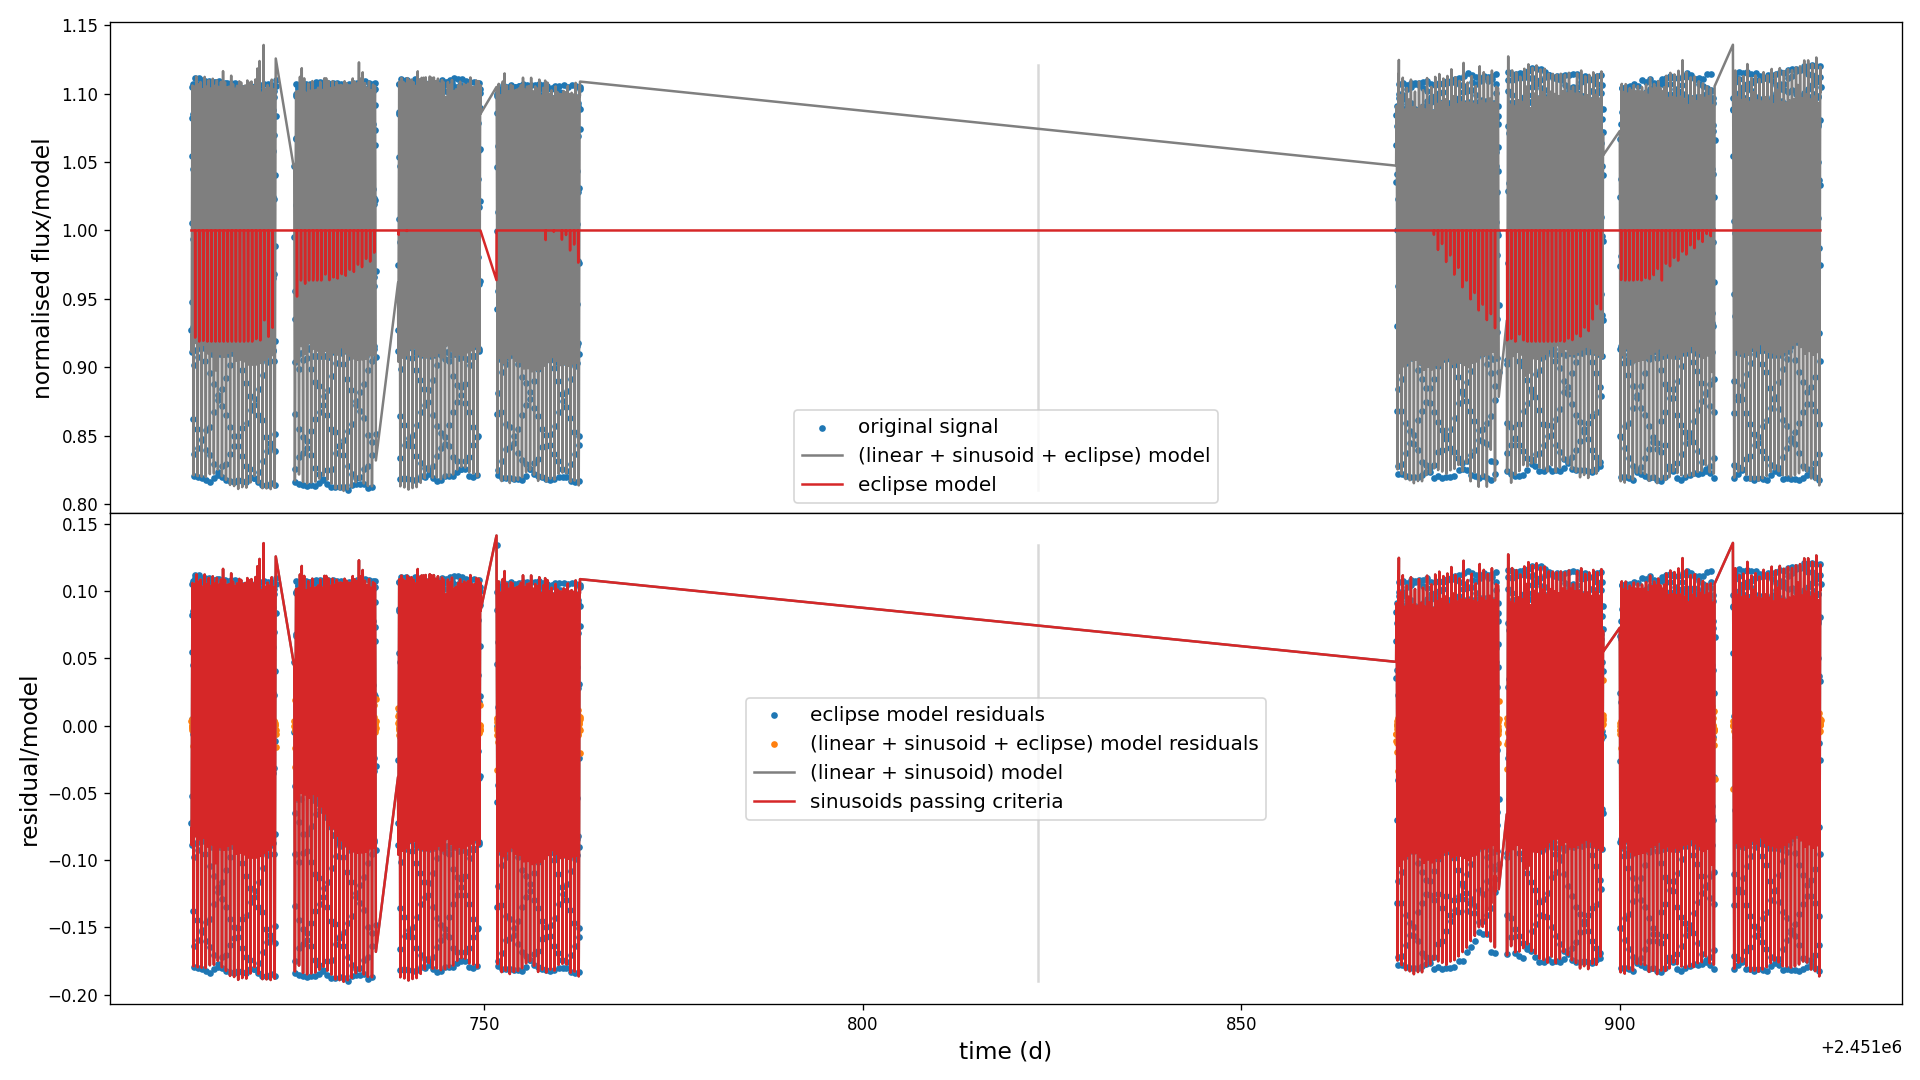 1.15
1.10
1.05
1.00
0.95
0.90
0.85
0.80
normalised flux/model
original signal
(linear + sinusoid + eclipse) model
eclipse model
0.15
0.10
0.05
0.00
−0.05
−0.10
−0.15
−0.20
residual/model
eclipse model residuals
(linear + sinusoid + eclipse) model residuals
(linear + sinusoid) model
sinusoids passing criteria
750 800 850 900
time (d)
+2.451e6